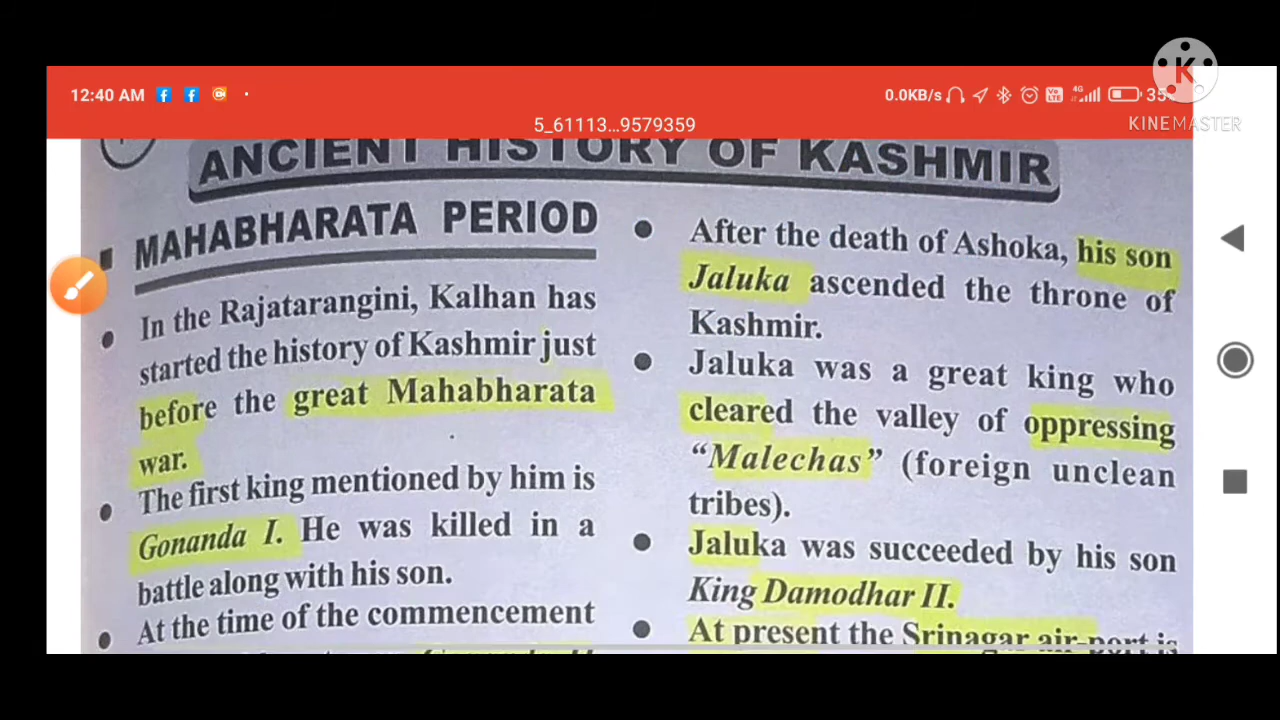 12:40 AM
0.0KB/s
4G
35
KINEMASTER
5_61113...9579359
ANCIENT HISTORY OF KASHMIR
MAHABHARATA PERIOD
• In the Rajatarangini, Kalhan has
started the history of Kashmir just
before the great Mahabharata
war.
• The first king mentioned by him is
Gonanda I. He was killed in a
battle along with his son.
• At the time of the commencement
• After the death of Ashoka, his son
Jaluka ascended the throne of
Kashmir.
• Jaluka was a great king who
cleared the valley of oppressing
“Malechas” (foreign unclean
tribes).
• Jaluka was succeeded by his son
King Damodhar II.
• At present the Srinagar air-port is